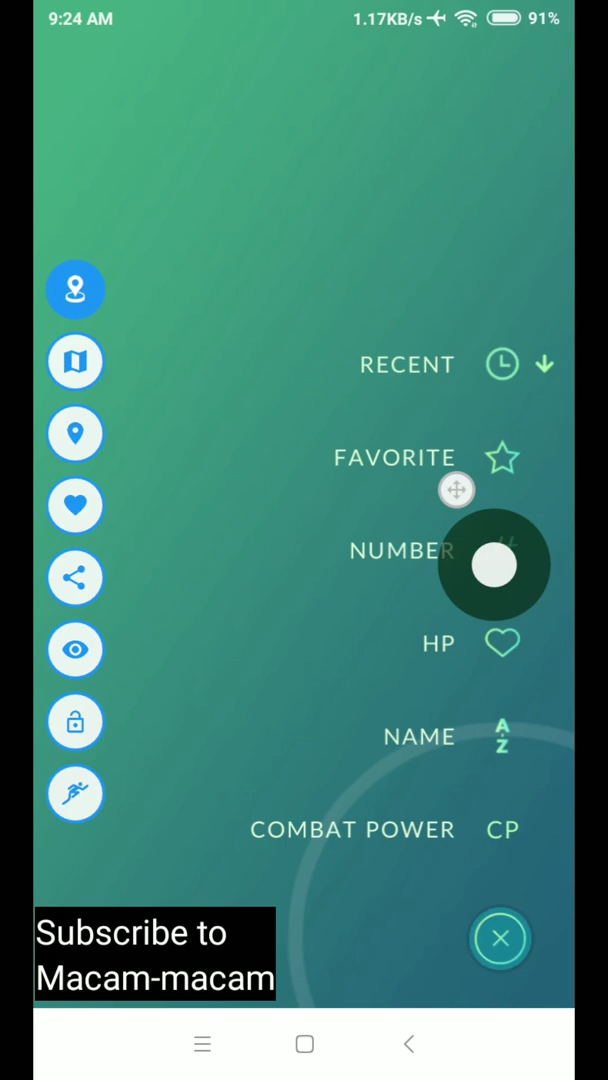 9:24 AM 1.17KB/s 91%
RECENT
FAVORITE
NUMBER
HP
NAME A Z
COMBAT POWER CP
Subscribe to
Macam-macam